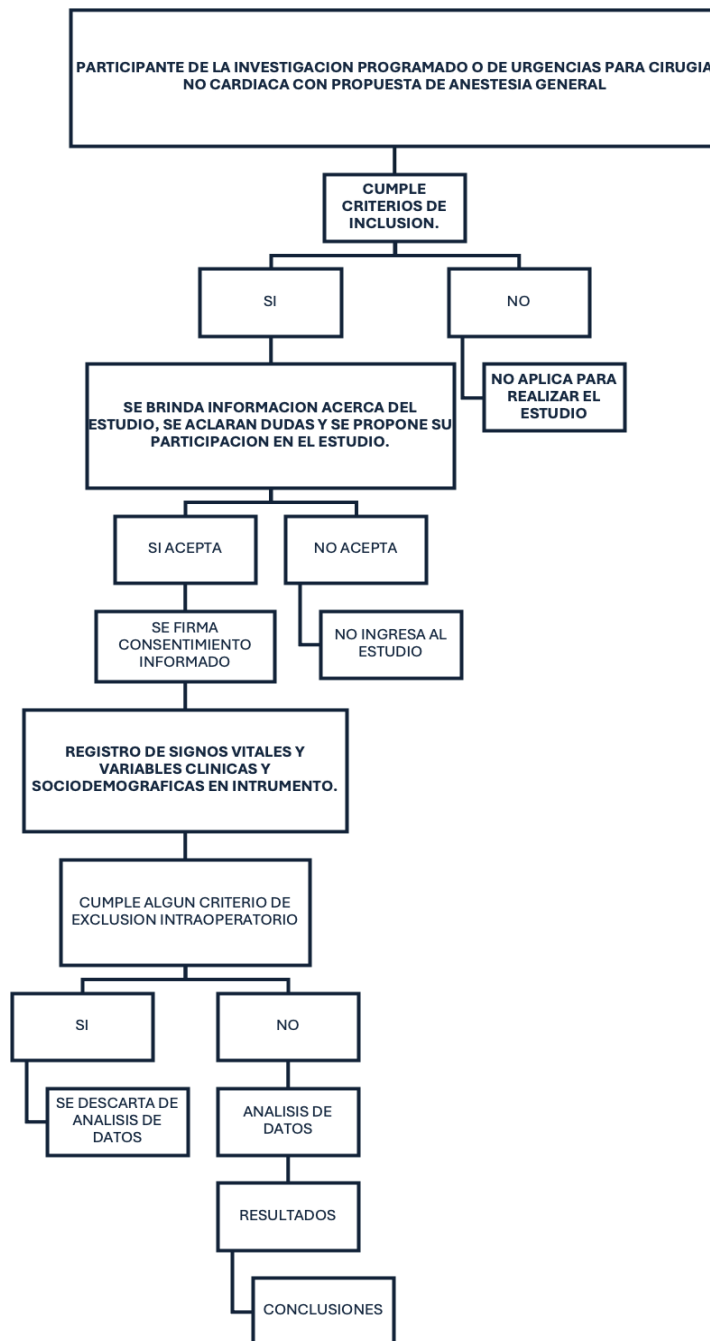 PARTICIPANTE DE LA INVESTIGACION PROGRAMADO O DE URGENCIAS PARA CIRUGIA
NO CARDIACA CON PROPUESTA DE ANESTESIA GENERAL
CUMPLE
CRITERIOS DE
INCLUSION.
SI
NO
NO APLICA PARA
REALIZAR EL
ESTUDIO
SE BRINDA INFORMACION ACERCA DEL
ESTUDIO, SE ACLARAN DUDAS Y SE PROPONE SU
PARTICIPACION EN EL ESTUDIO.
SI ACEPTA
NO ACEPTA
SE FIRMA
CONSENTIMIENTO
INFORMADO
NO INGRESA AL
ESTUDIO
REGISTRO DE SIGNOS VITALES Y
VARIABLES CLINICAS Y
SOCIODEMOGRAFICAS EN INTRUMENTO.
CUMPLE ALGUN CRITERIO DE
EXCLUSION INTRAOPERATORIO
SI
NO
SE DESCARTA DE
ANALISIS DE
DATOS
ANALISIS DE
DATOS
RESULTADOS
CONCLUSIONES